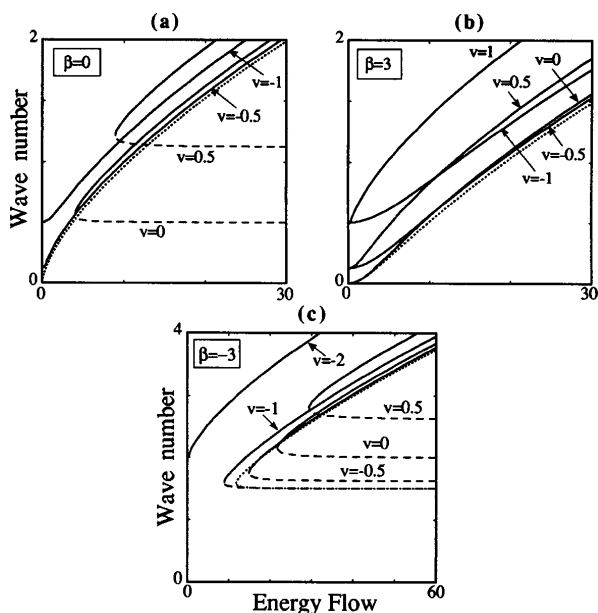 (a)
2
β=0
v=-1
v=-0.5
v=0.5
v=0
0
0
30
Wave number
(b)
2
β=3
v=1
v=0
v=0.5
v=-0.5
v=-1
0
0
30
(c)
4
β=-3
v=-2
v=-1
v=0.5
v=0
v=-0.5
0
0
60
Wave number
Energy Flow